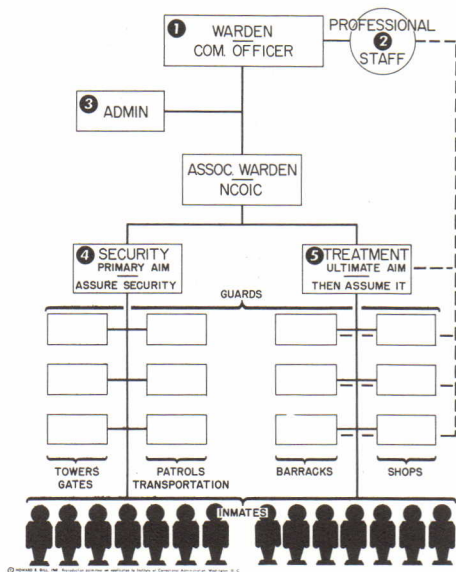 1 WARDEN
COM. OFFICER
PROFESSIONAL
2
STAFF
3 ADMIN
ASSOC. WARDEN
NCOIC
4 SECURITY
PRIMARY AIM
ASSURE SECURITY
5 TREATMENT
ULTIMATE AIM
THEN ASSUME IT
GUARDS
TOWERS
GATES
PATROLS
TRANSPORTATION
BARRACKS
SHOPS
INMATES